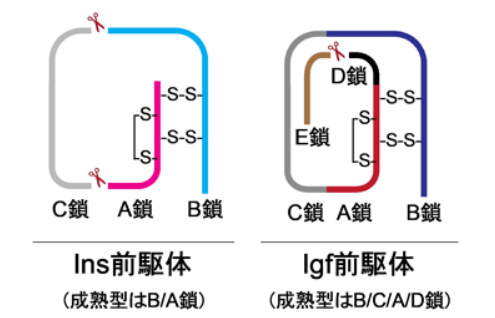 D鎖
-S-S-
-S-S-
S
S
-S-S-
-S-S-
S
S
E鎖
C鎖 A鎖 B鎖
C鎖 A鎖 B鎖
Ins前駆体
Igf前駆体
(成熟型はB/A鎖)
(成熟型はB/C/A/D鎖)